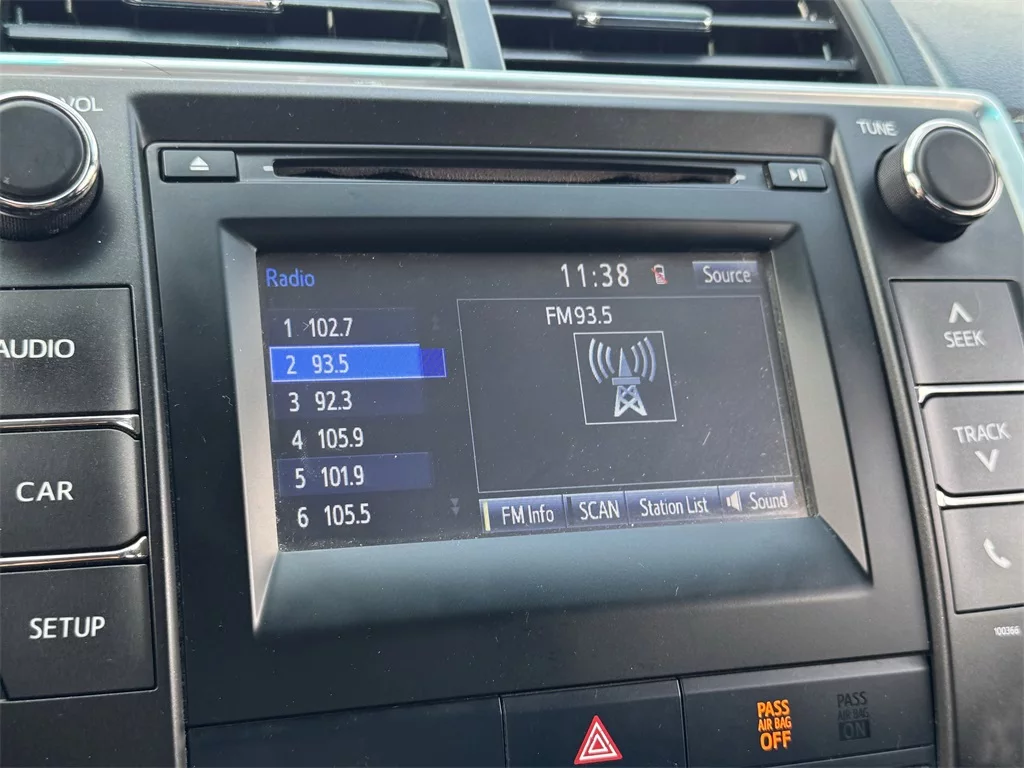 VOL
TUNE
Radio
11:38
Source
1 102.7
2 93.5
3 92.3
4 105.9
5 101.9
6 105.5
FM93.5
FM Info
SCAN
Station List
Sound
AUDIO
CAR
SETUP
SEEK
TRACK
100366
PASS
AIR BAG
OFF
PASS
AIR BAG
ON